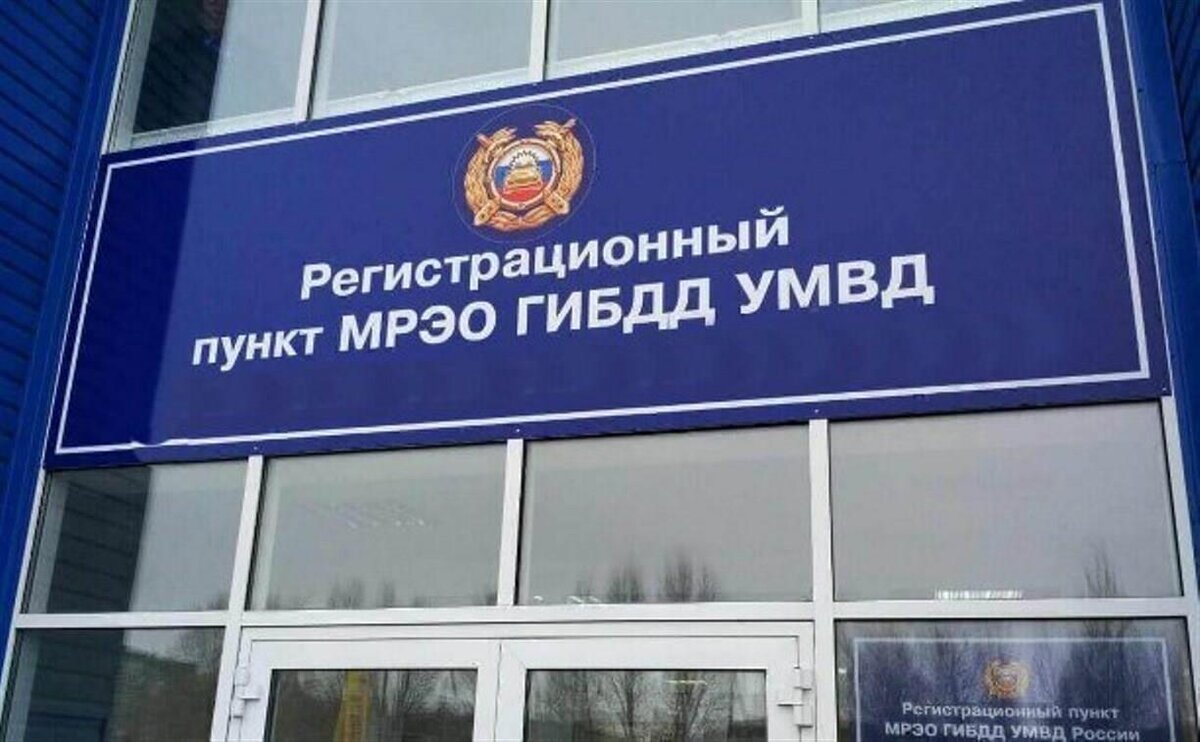 Регистрационный
пункт МРЭО ГИБДД УМВД
Регистрационный пункт
МРЭО ГИБДД УМВД России